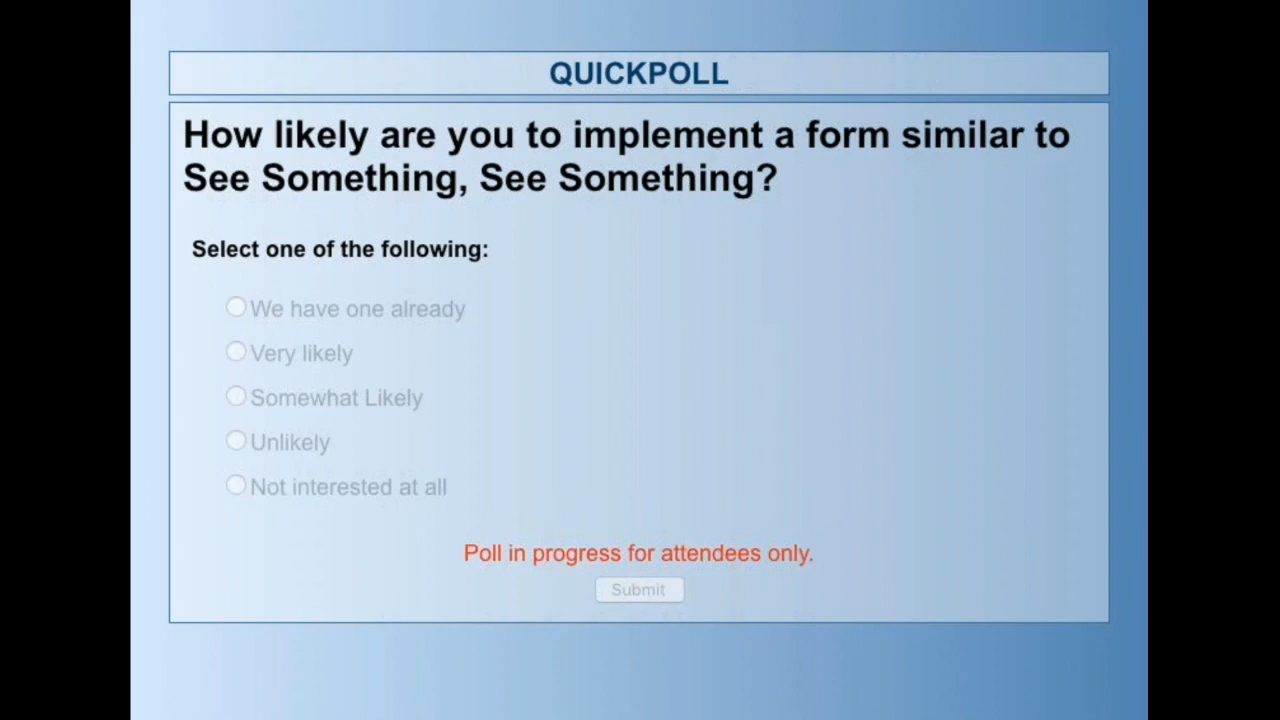 QUICKPOLL
How likely are you to implement a form similar to
See Something, See Something?
Select one of the following:
We have one already
Very likely
Somewhat Likely
Unlikely
Not interested at all
Poll in progress for attendees only.
Submit